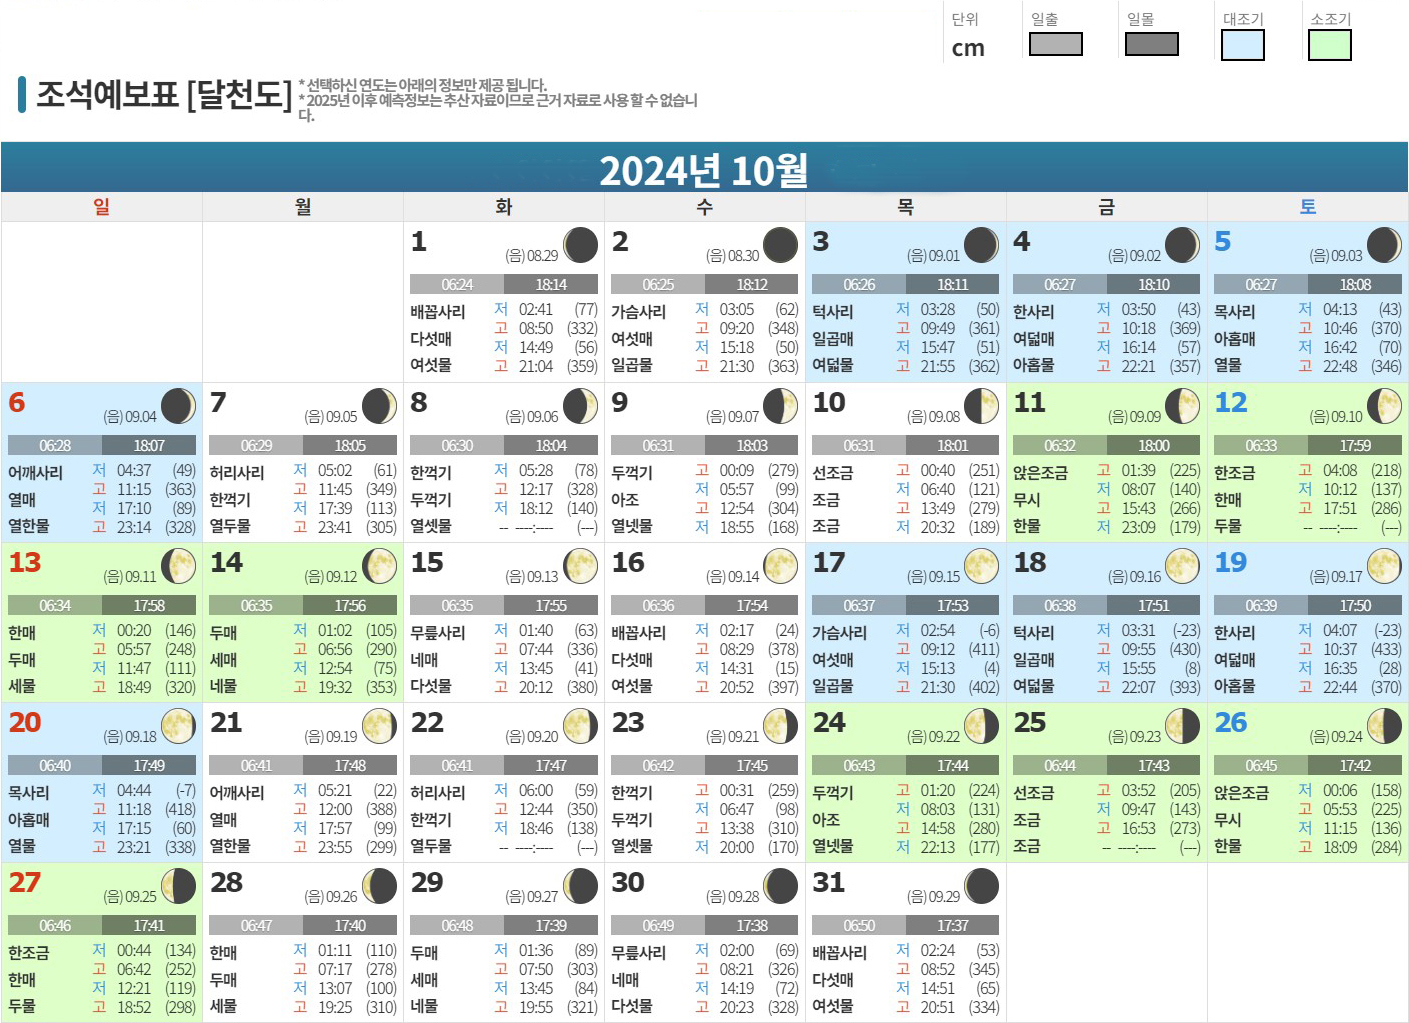 단위 일출 일몰 대조기 소조기
cm
조석예보표 [달천도]
* 선택하신 연도는 아래의 정보만 제공 됩니다.
* 2025년 이후 예측정보는 추산 자료이므로 근거 자료로 사용 할 수 없습니
다.
2024년 10월
일 월 화 수 목 금 토
1 (음) 08.29
06:24 18:14
배꼽사리 저 02:41 (77)
고 08:50 (332)
다섯매 저 14:49 (56)
여섯물 고 21:04 (359)
2 (음) 08.30
06:25 18:12
가슴사리 저 03:05 (62)
고 09:20 (348)
여섯매 저 15:18 (50)
일곱물 고 21:30 (363)
3 (음) 09.01
06:26 18:11
턱사리 저 03:28 (50)
고 09:49 (361)
일곱매 저 15:47 (51)
여덟물 고 21:55 (362)
4 (음) 09.02
06:27 18:10
한사리 저 03:50 (43)
고 10:18 (369)
여덟매 저 16:14 (57)
아홉물 고 22:21 (357)
5 (음) 09.03
06:27 18:08
목사리 저 04:13 (43)
고 10:46 (370)
아홉매 저 16:42 (70)
열물 고 22:48 (346)
6 (음) 09.04
06:28 18:07
어깨사리 저 04:37 (49)
고 11:15 (363)
열매 저 17:10 (89)
열한물 고 23:14 (328)
7 (음) 09.05
06:29 18:05
허리사리 저 05:02 (61)
고 11:45 (349)
한꺽기 저 17:39 (113)
열두물 고 23:41 (305)
8 (음) 09.06
06:30 18:04
한꺽기 저 05:28 (78)
고 12:17 (328)
두꺽기 저 18:12 (140)
열셋물 -- ----:---- (---)
9 (음) 09.07
06:31 18:03
두꺽기 고 00:09 (279)
저 05:57 (99)
아조 고 12:54 (304)
열넷물 저 18:55 (168)
10 (음) 09.08
06:31 18:01
선조금 고 00:40 (251)
저 06:40 (121)
조금 고 13:49 (279)
조금 저 20:32 (189)
11 (음) 09.09
06:32 18:00
앉은조금 고 01:39 (225)
저 08:07 (140)
무시 고 15:43 (266)
한물 저 23:09 (179)
12 (음) 09.10
06:33 17:59
한조금 고 04:08 (218)
저 10:12 (137)
한매 고 17:51 (286)
두물 -- ----:---- (---)
13 (음) 09.11
06:34 17:58
한매 저 00:20 (146)
고 05:57 (248)
두매 저 11:47 (111)
세물 고 18:49 (320)
14 (음) 09.12
06:35 17:56
두매 저 01:02 (105)
고 06:56 (290)
세매 저 12:54 (75)
네물 고 19:32 (353)
15 (음) 09.13
06:35 17:55
무릎사리 저 01:40 (63)
고 07:44 (336)
네매 저 13:45 (41)
다섯물 고 20:12 (380)
16 (음) 09.14
06:36 17:54
배꼽사리 저 02:17 (24)
고 08:29 (378)
다섯매 저 14:31 (15)
여섯물 고 20:52 (397)
17 (음) 09.15
06:37 17:53
가슴사리 저 02:54 (-6)
고 09:12 (411)
여섯매 저 15:13 (4)
일곱물 고 21:30 (402)
18 (음) 09.16
06:38 17:51
턱사리 저 03:31 (-23)
고 09:55 (430)
일곱매 저 15:55 (8)
여덟물 고 22:07 (393)
19 (음) 09.17
06:39 17:50
한사리 저 04:07 (-23)
고 10:37 (433)
여덟매 저 16:35 (28)
아홉물 고 22:44 (370)
20 (음) 09.18
06:40 17:49
목사리 저 04:44 (-7)
고 11:18 (418)
아홉매 저 17:15 (60)
열물 고 23:21 (338)
21 (음) 09.19
06:41 17:48
어깨사리 저 05:21 (22)
고 12:00 (388)
열매 저 17:57 (99)
열한물 고 23:55 (299)
22 (음) 09.20
06:41 17:47
허리사리 저 06:00 (59)
고 12:44 (350)
한꺽기 저 18:46 (138)
열두물 -- ----:---- (---)
23 (음) 09.21
06:42 17:45
한꺽기 고 00:31 (259)
저 06:47 (98)
두꺽기 고 13:38 (310)
열셋물 저 20:00 (170)
24 (음) 09.22
06:43 17:44
두꺽기 고 01:20 (224)
저 08:03 (131)
아조 고 14:58 (280)
열넷물 저 22:13 (177)
25 (음) 09.23
06:44 17:43
선조금 고 03:52 (205)
저 09:47 (143)
조금 고 16:53 (273)
조금 -- ----:---- (---)
26 (음) 09.24
06:45 17:42
앉은조금 저 00:06 (158)
고 05:53 (225)
무시 저 11:15 (136)
한물 고 18:09 (284)
27 (음) 09.25
06:46 17:41
한조금 저 00:44 (134)
고 06:42 (252)
한매 저 12:21 (119)
두물 고 18:52 (298)
28 (음) 09.26
06:47 17:40
한매 저 01:11 (110)
고 07:17 (278)
두매 저 13:07 (100)
세물 고 19:25 (310)
29 (음) 09.27
06:48 17:39
두매 저 01:36 (89)
고 07:50 (303)
세매 저 13:45 (84)
네물 고 19:55 (321)
30 (음) 09.28
06:49 17:38
무릎사리 저 02:00 (69)
고 08:21 (326)
네매 저 14:19 (72)
다섯물 고 20:23 (328)
31 (음) 09.29
06:50 17:37
배꼽사리 저 02:24 (53)
고 08:52 (345)
다섯매 저 14:51 (65)
여섯물 고 20:51 (334)